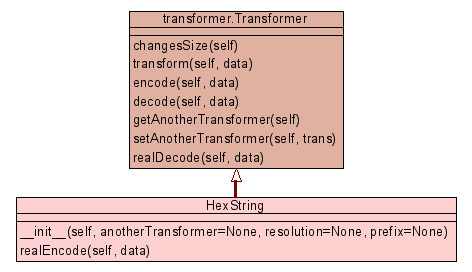 transformer.Transformer
changesSize(self)
transform(self, data)
encode(self, data)
decode(self, data)
getAnotherTransformer(self)
setAnotherTransformer(self, trans)
realDecode(self, data)
HexString
__init__(self, anotherTransformer=None, resolution=None, prefix=None)
realEncode(self, data)